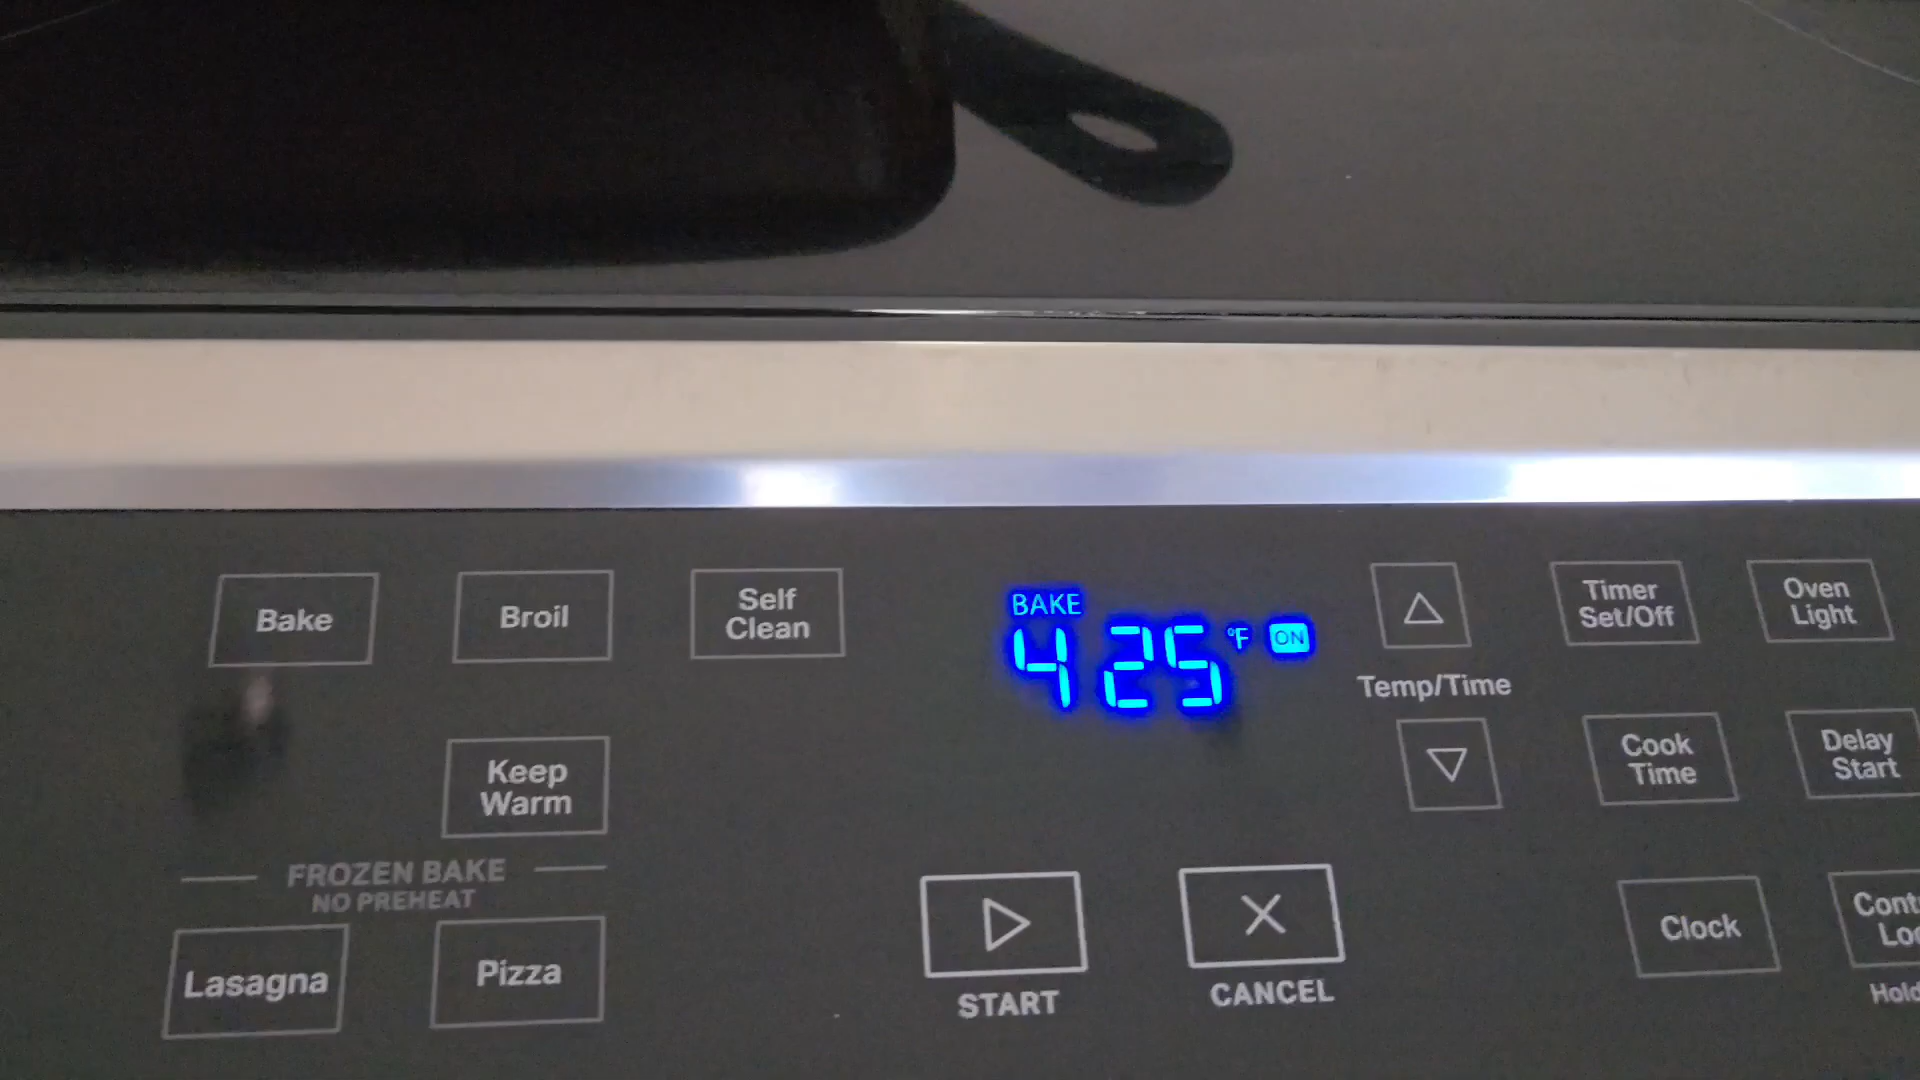 Bake
Broil
Self
Clean
BAKE
425°F ON
Temp/Time
Timer
Set/Off
Oven
Light
Keep
Warm
Cook
Time
Delay
Start
FROZEN BAKE
NO PREHEAT
Lasagna
Pizza
START
CANCEL
Clock
Hold